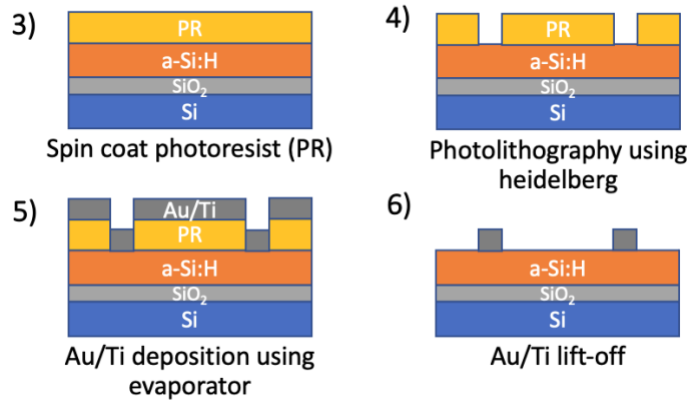 3)
PR
a-Si:H
SiO₂
Si
Spin coat photoresist (PR)
4)
PR
a-Si:H
SiO₂
Si
Photolithography using
heidelberg
5)
Au/Ti
PR
a-Si:H
SiO₂
Si
Au/Ti deposition using
evaporator
6)
a-Si:H
SiO₂
Si
Au/Ti lift-off